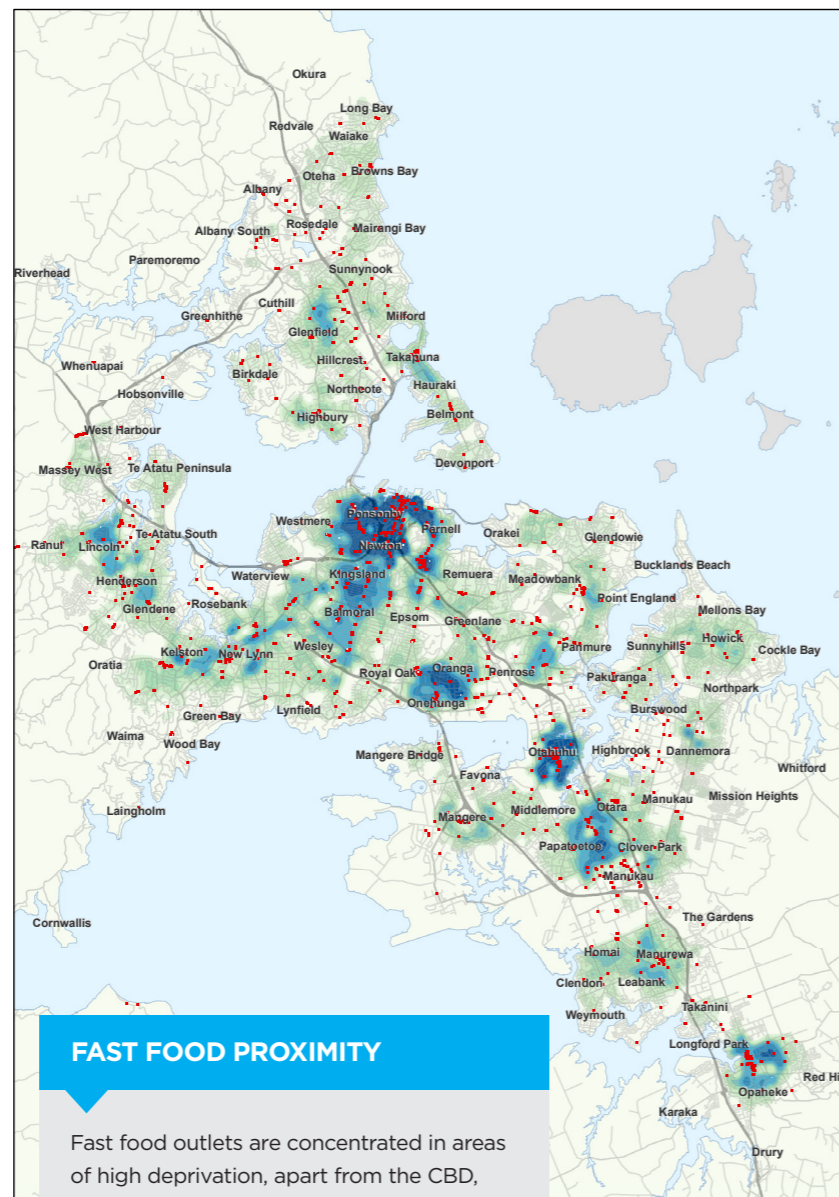 Okura
Long Bay
Redvale
Waiake
Oteha
Browns Bay
Albany
Rosedale
Mairangi Bay
Albany South
Paremoremo
Riverhead
Sunnynook
Cuthill
Greenhithe
Milford
Glenfield
Takapuna
Hillcrest
Whenuapai
Birkdale
Hauraki
Northcote
Hobsonville
Highbury
Belmont
West Harbour
Devonport
Massey West
Te Atatu Peninsula
Ponsonby
Westmere
Parnell
Te-Atatu South
Orakei
Glendowie
Ranui
Lincoln
Newton
Bucklands Beach
Waterview
Kingsland
Remuera
Meadowbank
Henderson
Point England
Glendene
Rosebank
Balmoral
Epsom
Greenlane
Mellons Bay
Howick
Kelston
New Lynn
Wesley
Panmure
Sunnyhills
Cockle Bay
Oratia
Royal Oak
Oranga
Penrose
Pakuranga
Northpark
Green Bay
Lynfield
Onehunga
Burswood
Waima
Wood Bay
Mangere Bridge
Otahuhu
Highbrook
Dannemora
Favona
Whitford
Laingholm
Mangere
Middlemore
Otara
Manukau
Mission Heights
Papatoetoe
Clover Park
Manukau
Cornwallis
The Gardens
Homai
Manurewa
Clendon
Leabank
Weymouth
Takanini
Longford Park
Red Hi
Opaheke
Karaka
Drury
FAST FOOD PROXIMITY
Fast food outlets are concentrated in areas
of high deprivation, apart from the CBD,